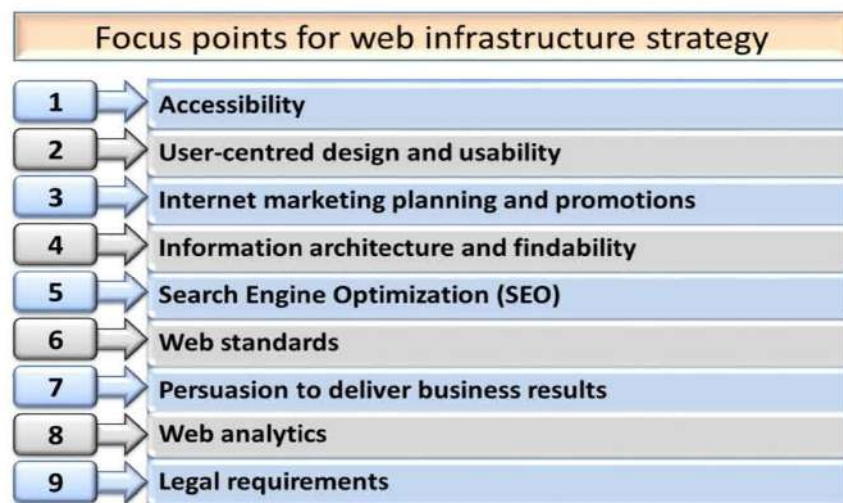 Focus points for web infrastructure strategy
1 Accessibility
2 User-centred design and usability
3 Internet marketing planning and promotions
4 Information architecture and findability
5 Search Engine Optimization (SEO)
6 Web standards
7 Persuasion to deliver business results
8 Web analytics
9 Legal requirements